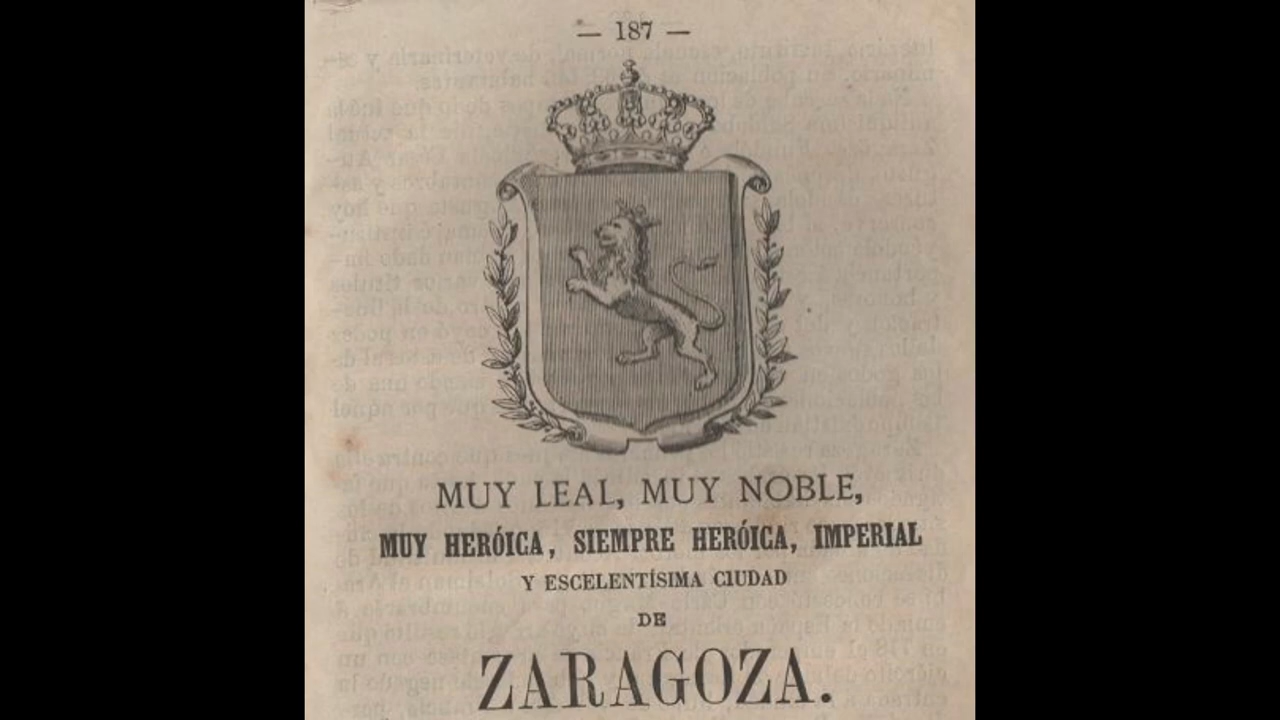 — 187 —
MUY LEAL, MUY NOBLE,
MUY HERÓICA, SIEMPRE HERÓICA, IMPERIAL
Y ESCELENTÍSIMA CIUDAD
DE
ZARAGOZA.